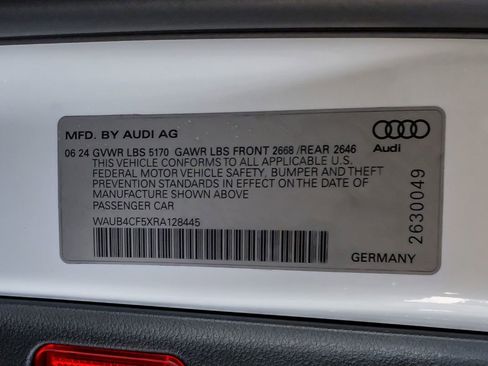 MFD. BY AUDI AG
06 24 GVWR LBS 5170 GAWR LBS FRONT 2668 /REAR 2646
THIS VEHICLE CONFORMS TO ALL APPLICABLE U.S.
FEDERAL MOTOR VEHICLE SAFETY, BUMPER AND THEFT
PREVENTION STANDARDS IN EFFECT ON THE DATE OF
MANUFACTURE SHOWN ABOVE
PASSENGER CAR
WAUB4CF5XRA128445
Audi
2630049
GERMANY